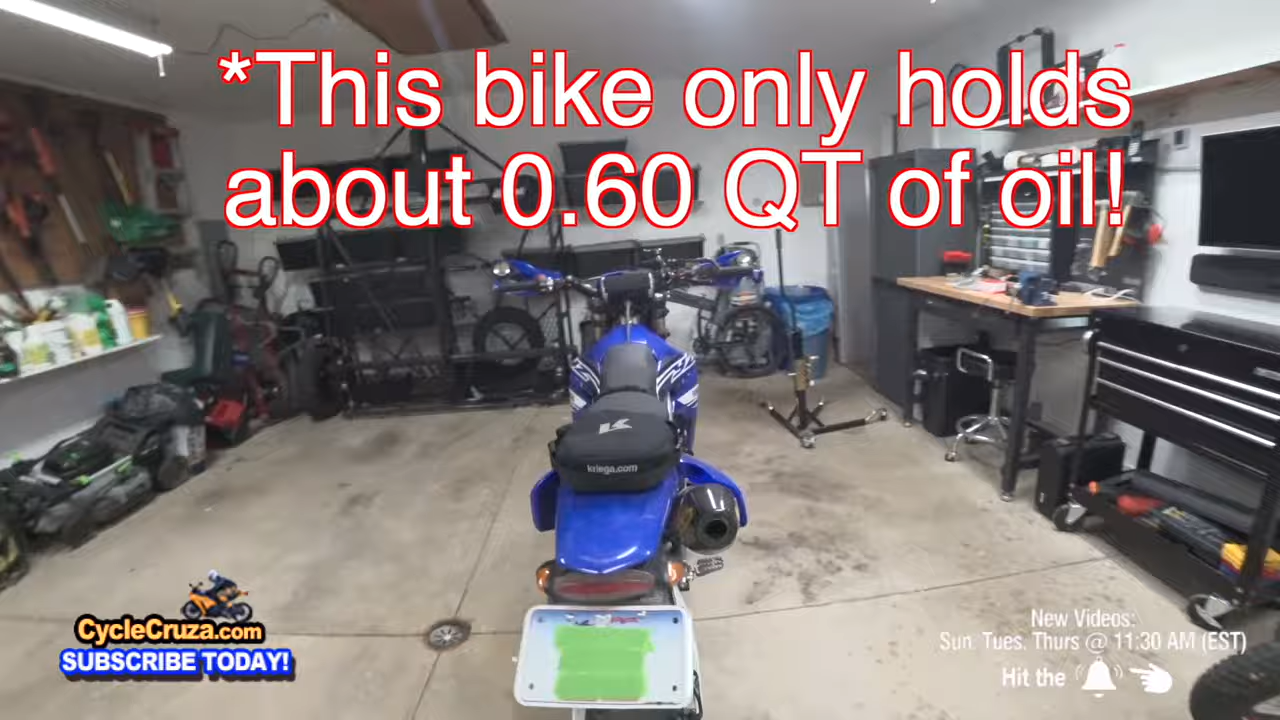 *This bike only holds
about 0.60 QT of oil!
K
kriega.com
CycleCruza.com
SUBSCRIBE TODAY!
New Videos:
Sun. Tues. Thurs @ 11:30 AM (EST)
Hit the